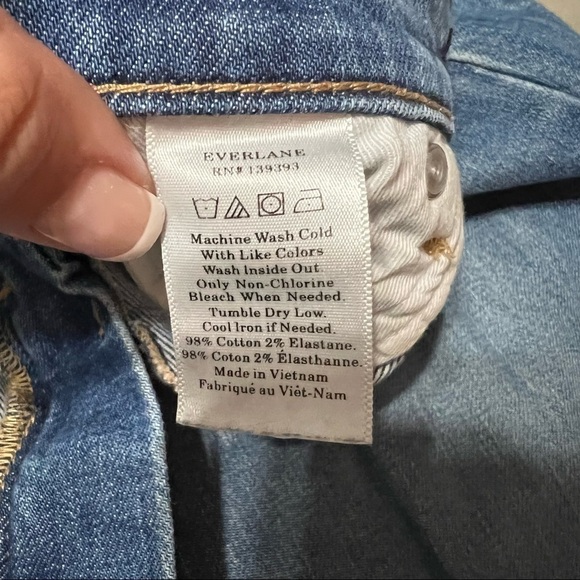 EVERLANE
RN# 139393
Machine Wash Cold
With Like Colors
Wash Inside Out
Only Non-Chlorine
Bleach When Needed.
Tumble Dry Low.
Cool Iron if Needed.
98% Cotton 2% Elastane.
98% Coton 2% Élasthanne.
Made in Vietnam
Fabriqué au Viêt-Nam